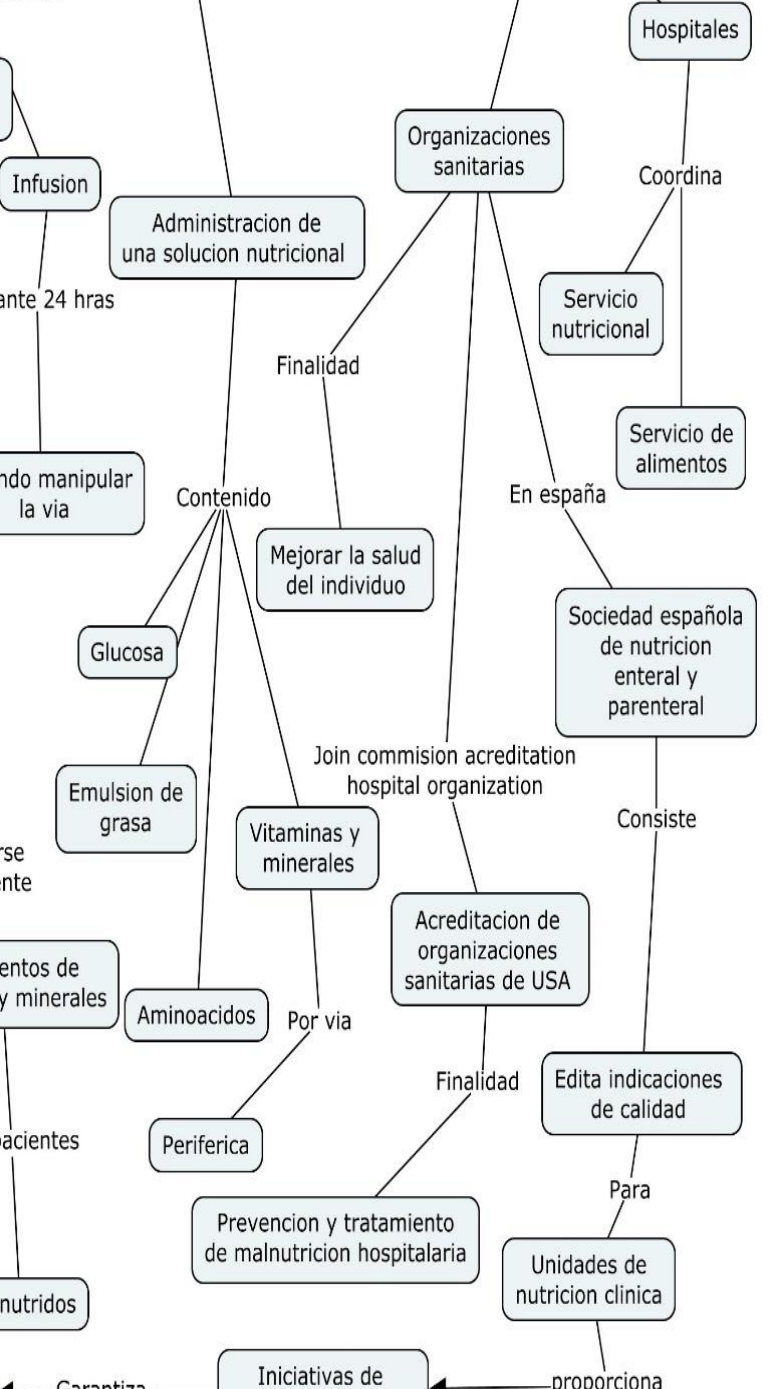 Hospitales
Organizaciones
sanitarias
Infusion
Coordina
Administracion de
una solucion nutricional
24 hras
Servicio
nutricional
Finalidad
Servicio de
alimentos
manipular
la via
Contenido
En españa
Mejorar la salud
del individuo
Sociedad española
de nutricion
enteral y
parenteral
Glucosa
Join commision acreditation
hospital organization
Emulsion de
grasa
Consiste
Vitaminas y
minerales
Acreditacion de
organizaciones
sanitarias de USA
de
y minerales
Aminoacidos
Por via
Finalidad
Edita indicaciones
de calidad
Periferica
Para
Prevencion y tratamiento
de malnutricion hospitalaria
Unidades de
nutricion clinica
Iniciativas de
proporciona
Garantiza